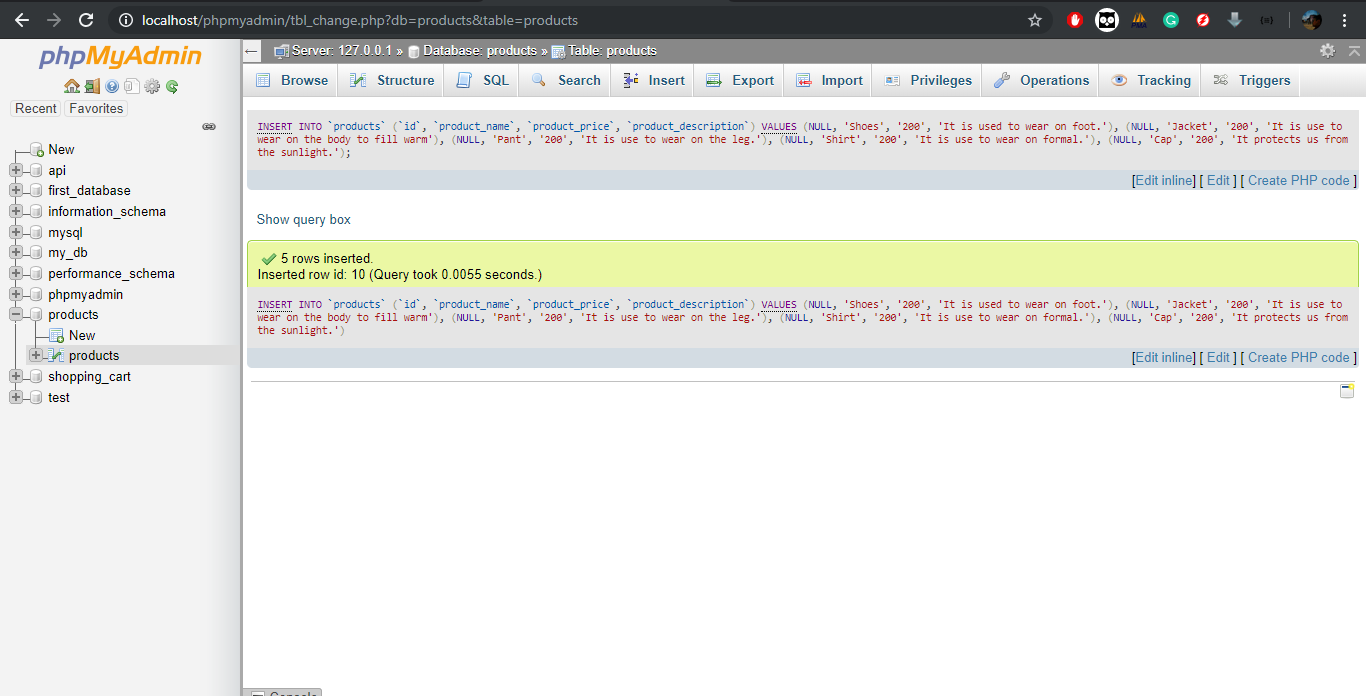 localhost/phpmyadmin/tbl_change.php?db=products&table=products
phpMyAdmin
Recent Favorites
New
api
first_database
information_schema
mysql
my_db
performance_schema
phpmyadmin
products
New
products
shopping_cart
test
Server: 127.0.0.1 » Database: products » Table: products
Browse Structure SQL Search Insert Export Import Privileges Operations Tracking Triggers
INSERT INTO `products` (`id`, `product_name`, `product_price`, `product_description`) VALUES (NULL, 'Shoes', '200', 'It is used to wear on foot.'), (NULL, 'Jacket', '200', 'It is use to
wear on the body to fill warm'), (NULL, 'Pant','200', 'It is use to wear on the leg.'), (NULL, 'Shirt', '200', 'It is use to wear on formal.'), (NULL, 'Cap', '200', 'It protects us from
the sunlight.');
[Edit inline] [ Edit ] [ Create PHP code ]
Show query box
5 rows inserted.
Inserted row id: 10 (Query took 0.0055 seconds.)
INSERT INTO `products` (`id`, `product_name`, `product_price`, `product_description`) VALUES (NULL, 'Shoes', '200', 'It is used to wear on foot.'), (NULL, 'Jacket', '200', 'It is use to
wear on the body to fill warm'), (NULL, 'Pant', '200', 'It is use to wear on the leg.'), (NULL, 'Shirt', '200', 'It is use to wear on formal.'), (NULL, 'Cap', '200', 'It protects us from
the sunlight.')
[Edit inline] [ Edit ] [ Create PHP code ]
Console